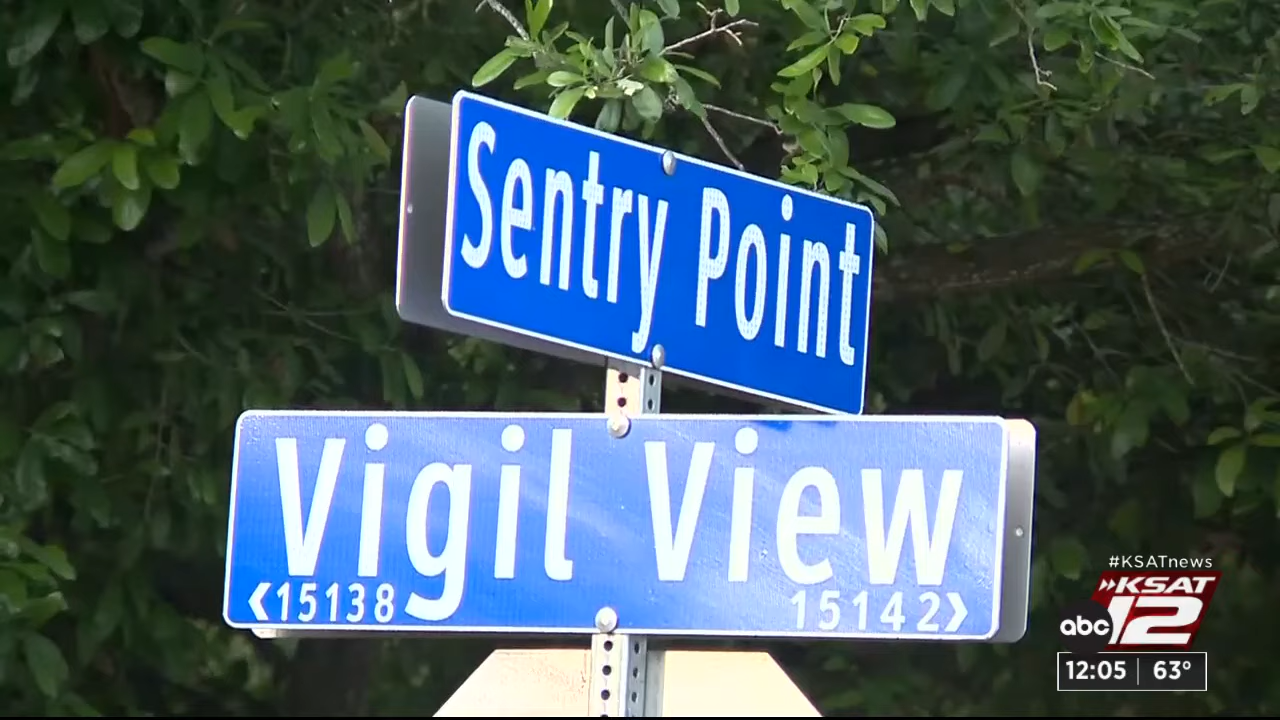 Sentry Point
Vigil View
<15138 15142>
#KSATnews
»KSAT
abc 12
12:05 | 63°